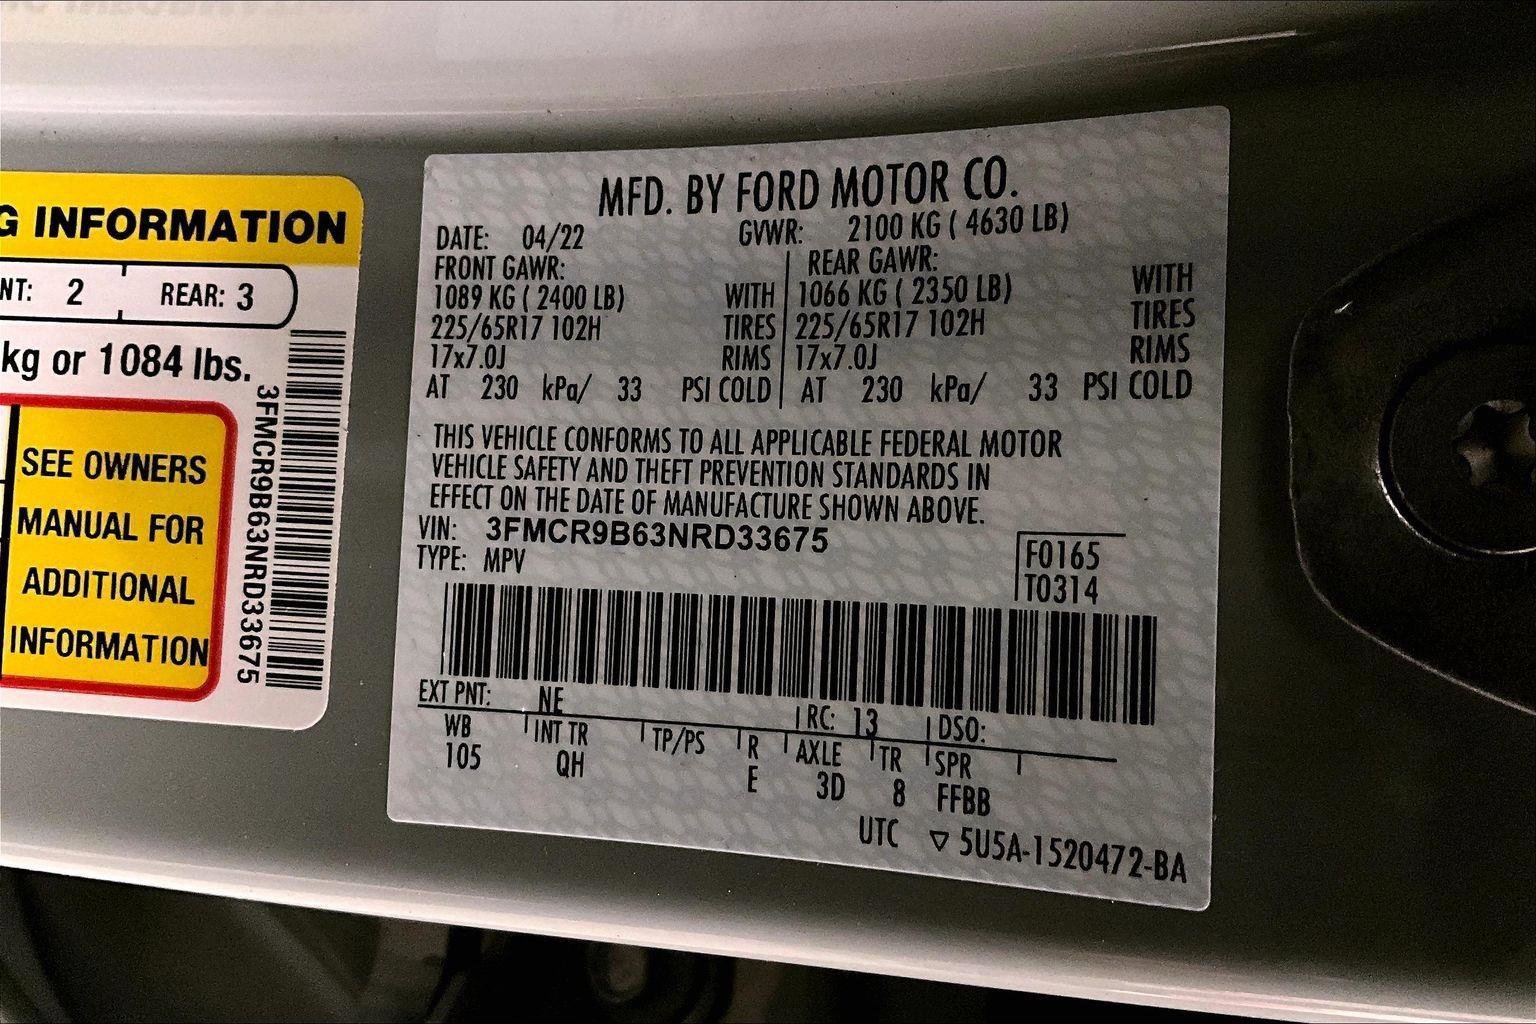 G INFORMATION
NT: 2 REAR: 3
kg or 1084 lbs.
SEE OWNERS
MANUAL FOR
ADDITIONAL
INFORMATION
3FMCR9B63NRD33675
MFD. BY FORD MOTOR CO.
DATE: 04/22 GVWR: 2100 KG ( 4630 LB)
FRONT GAWR: REAR GAWR:
1089 KG ( 2400 LB) WITH 1066 KG ( 2350 LB) WITH
225/65R17 102H TIRES 225/65R17 102H TIRES
17x7.0J RIMS 17x7.0J RIMS
AT 230 kPa/ 33 PSI COLD AT 230 kPa/ 33 PSI COLD
THIS VEHICLE CONFORMS TO ALL APPLICABLE FEDERAL MOTOR
VEHICLE SAFETY AND THEFT PREVENTION STANDARDS IN
EFFECT ON THE DATE OF MANUFACTURE SHOWN ABOVE.
VIN: 3FMCR9B63NRD33675
TYPE: MPV
F0165
T0314
EXT PNT: NE RC: 13 DSO:
WB INT TR TP/PS R AXLE TR SPR
105 QH E 3D 8 FFBB
UTC ▽ 5U5A-1520472-BA